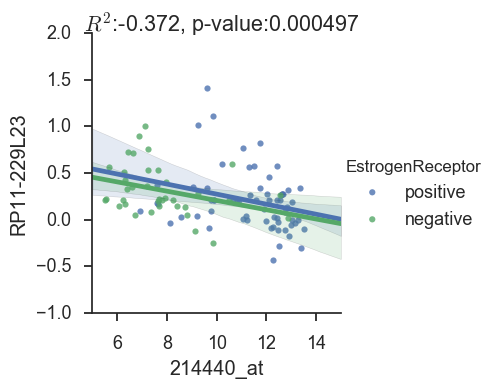 R²:-0.372, p-value:0.000497
2.0
1.5
1.0
0.5
0.0
−0.5
−1.0
RP11-229L23
6 8 10 12 14
214440_at
EstrogenReceptor
positive
negative